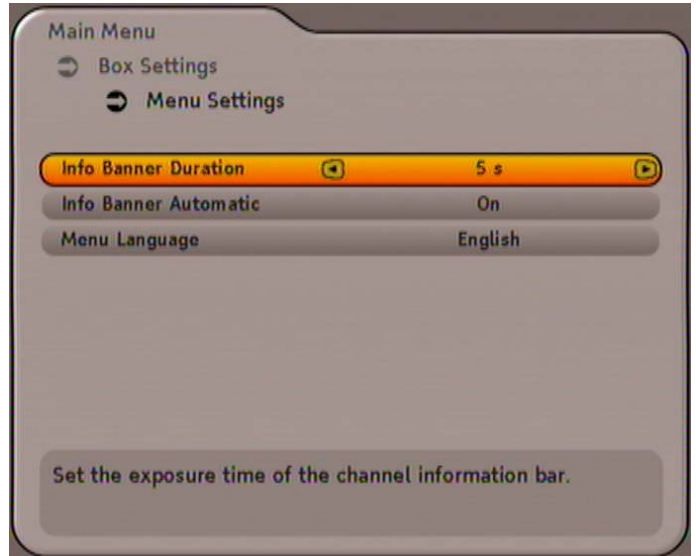 Main Menu
Box Settings
Menu Settings
Info Banner Duration 5 s
Info Banner Automatic On
Menu Language English
Set the exposure time of the channel information bar.